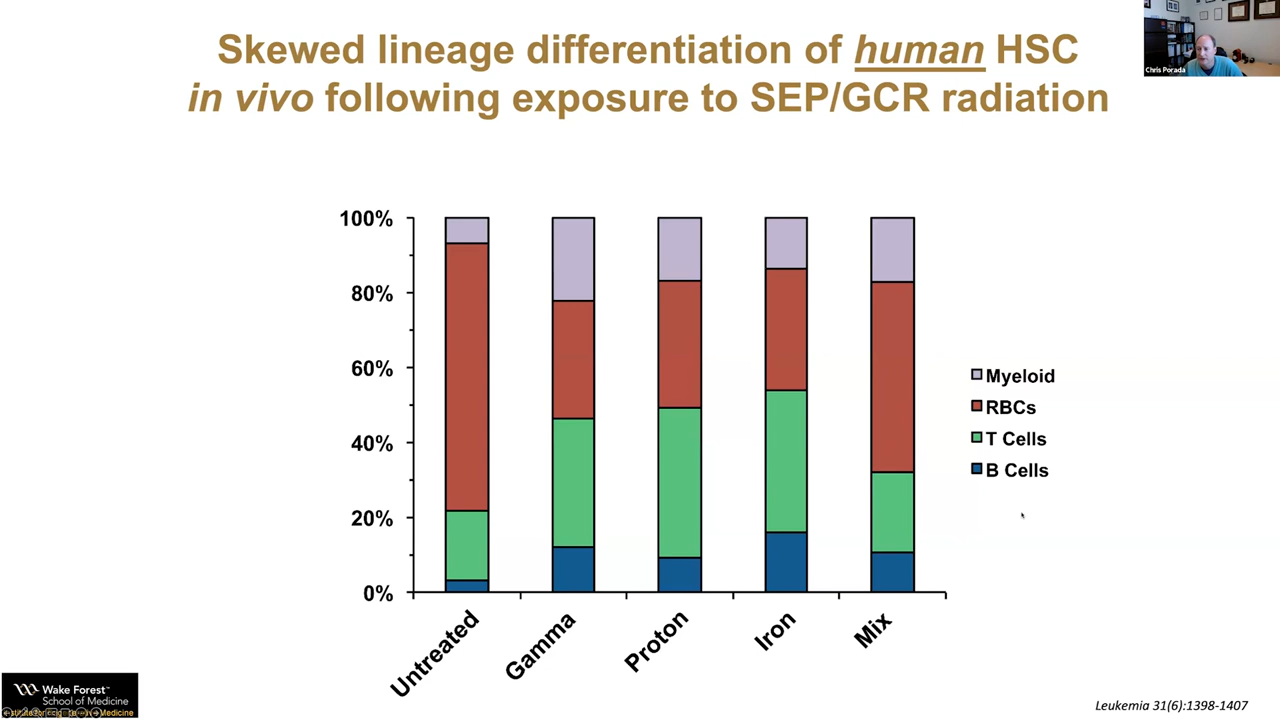 Skewed lineage differentiation of human HSC
in vivo following exposure to SEP/GCR radiation
Chris Porada
100%
80%
60%
40%
20%
0%
Untreated
Gamma
Proton
Iron
Mix
Myeloid
RBCs
T Cells
B Cells
Wake Forest™
School of Medicine
Medicine
Leukemia 31(6):1398-1407